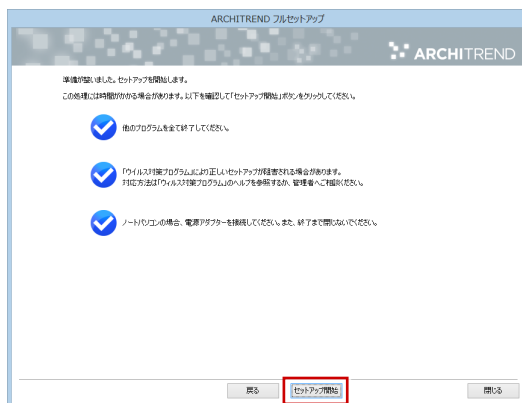 ARCHITREND フルセットアップ
ARCHITREND
準備が整いました。セットアップを開始します。
この処理には時間がかかる場合があります。以下を確認して「セットアップ開始」ボタンをクリックしてください。
他のプログラムを全て終了してください。
「ウイルス対策プログラム」により正しいセットアップが阻害される場合があります。
対応方法は「ウィルス対策プログラム」のヘルプを参照するか、管理者へご相談ください。
ノートパソコンの場合、電源アダプターを接続してください。また、終了まで閉じないでください。
戻る セットアップ開始 閉じる